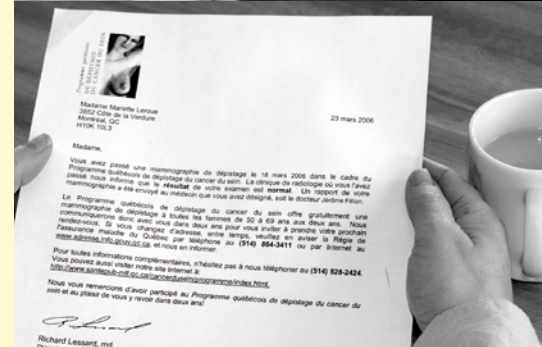 Programme québécois
DE DÉPISTAGE
DU CANCER DU SEIN
Madame Mariette Leroux
3852 Côte de la Verdure
Montréal, QC
H10K 10L3
23 mars 2006
Madame,
Vous avez passé une mammographie de dépistage le 18 mars 2006 dans le cadre du
Programme québécois de dépistage du cancer du sein. La clinique de radiologie où vous l'avez
passé nous informe que le résultat de votre examen est normal. Un rapport de votre
mammographie a été envoyé au médecin que vous avez désigné, soit le docteur Jérôme Filion.
Le Programme québécois de dépistage du cancer du sein offre gratuitement une
mammographie de dépistage à toutes les femmes de 50 à 69 ans aux deux ans. Nous
communiquerons donc avec vous dans deux ans pour vous inviter à prendre votre prochain
rendez-vous. Si vous changez d'adresse, entre temps, veuillez en aviser la Régie de
l'assurance maladie du Québec par téléphone au (514) 864-3411 ou par Internet au
www.adresse.info.gouv.qc.ca, et nous en informer.
Pour toutes informations complémentaires, n'hésitez pas à nous téléphoner au (514) 528-2424.
Vous pouvez aussi visiter notre site Internet à:
http://www.santepub-mtl.qc.ca/cancerdusein/programme/index.html.
Nous vous remercions d'avoir participé au Programme québécois de dépistage du cancer du
sein et au plaisir de vous y revoir dans deux ans!
Richard Lessard, md